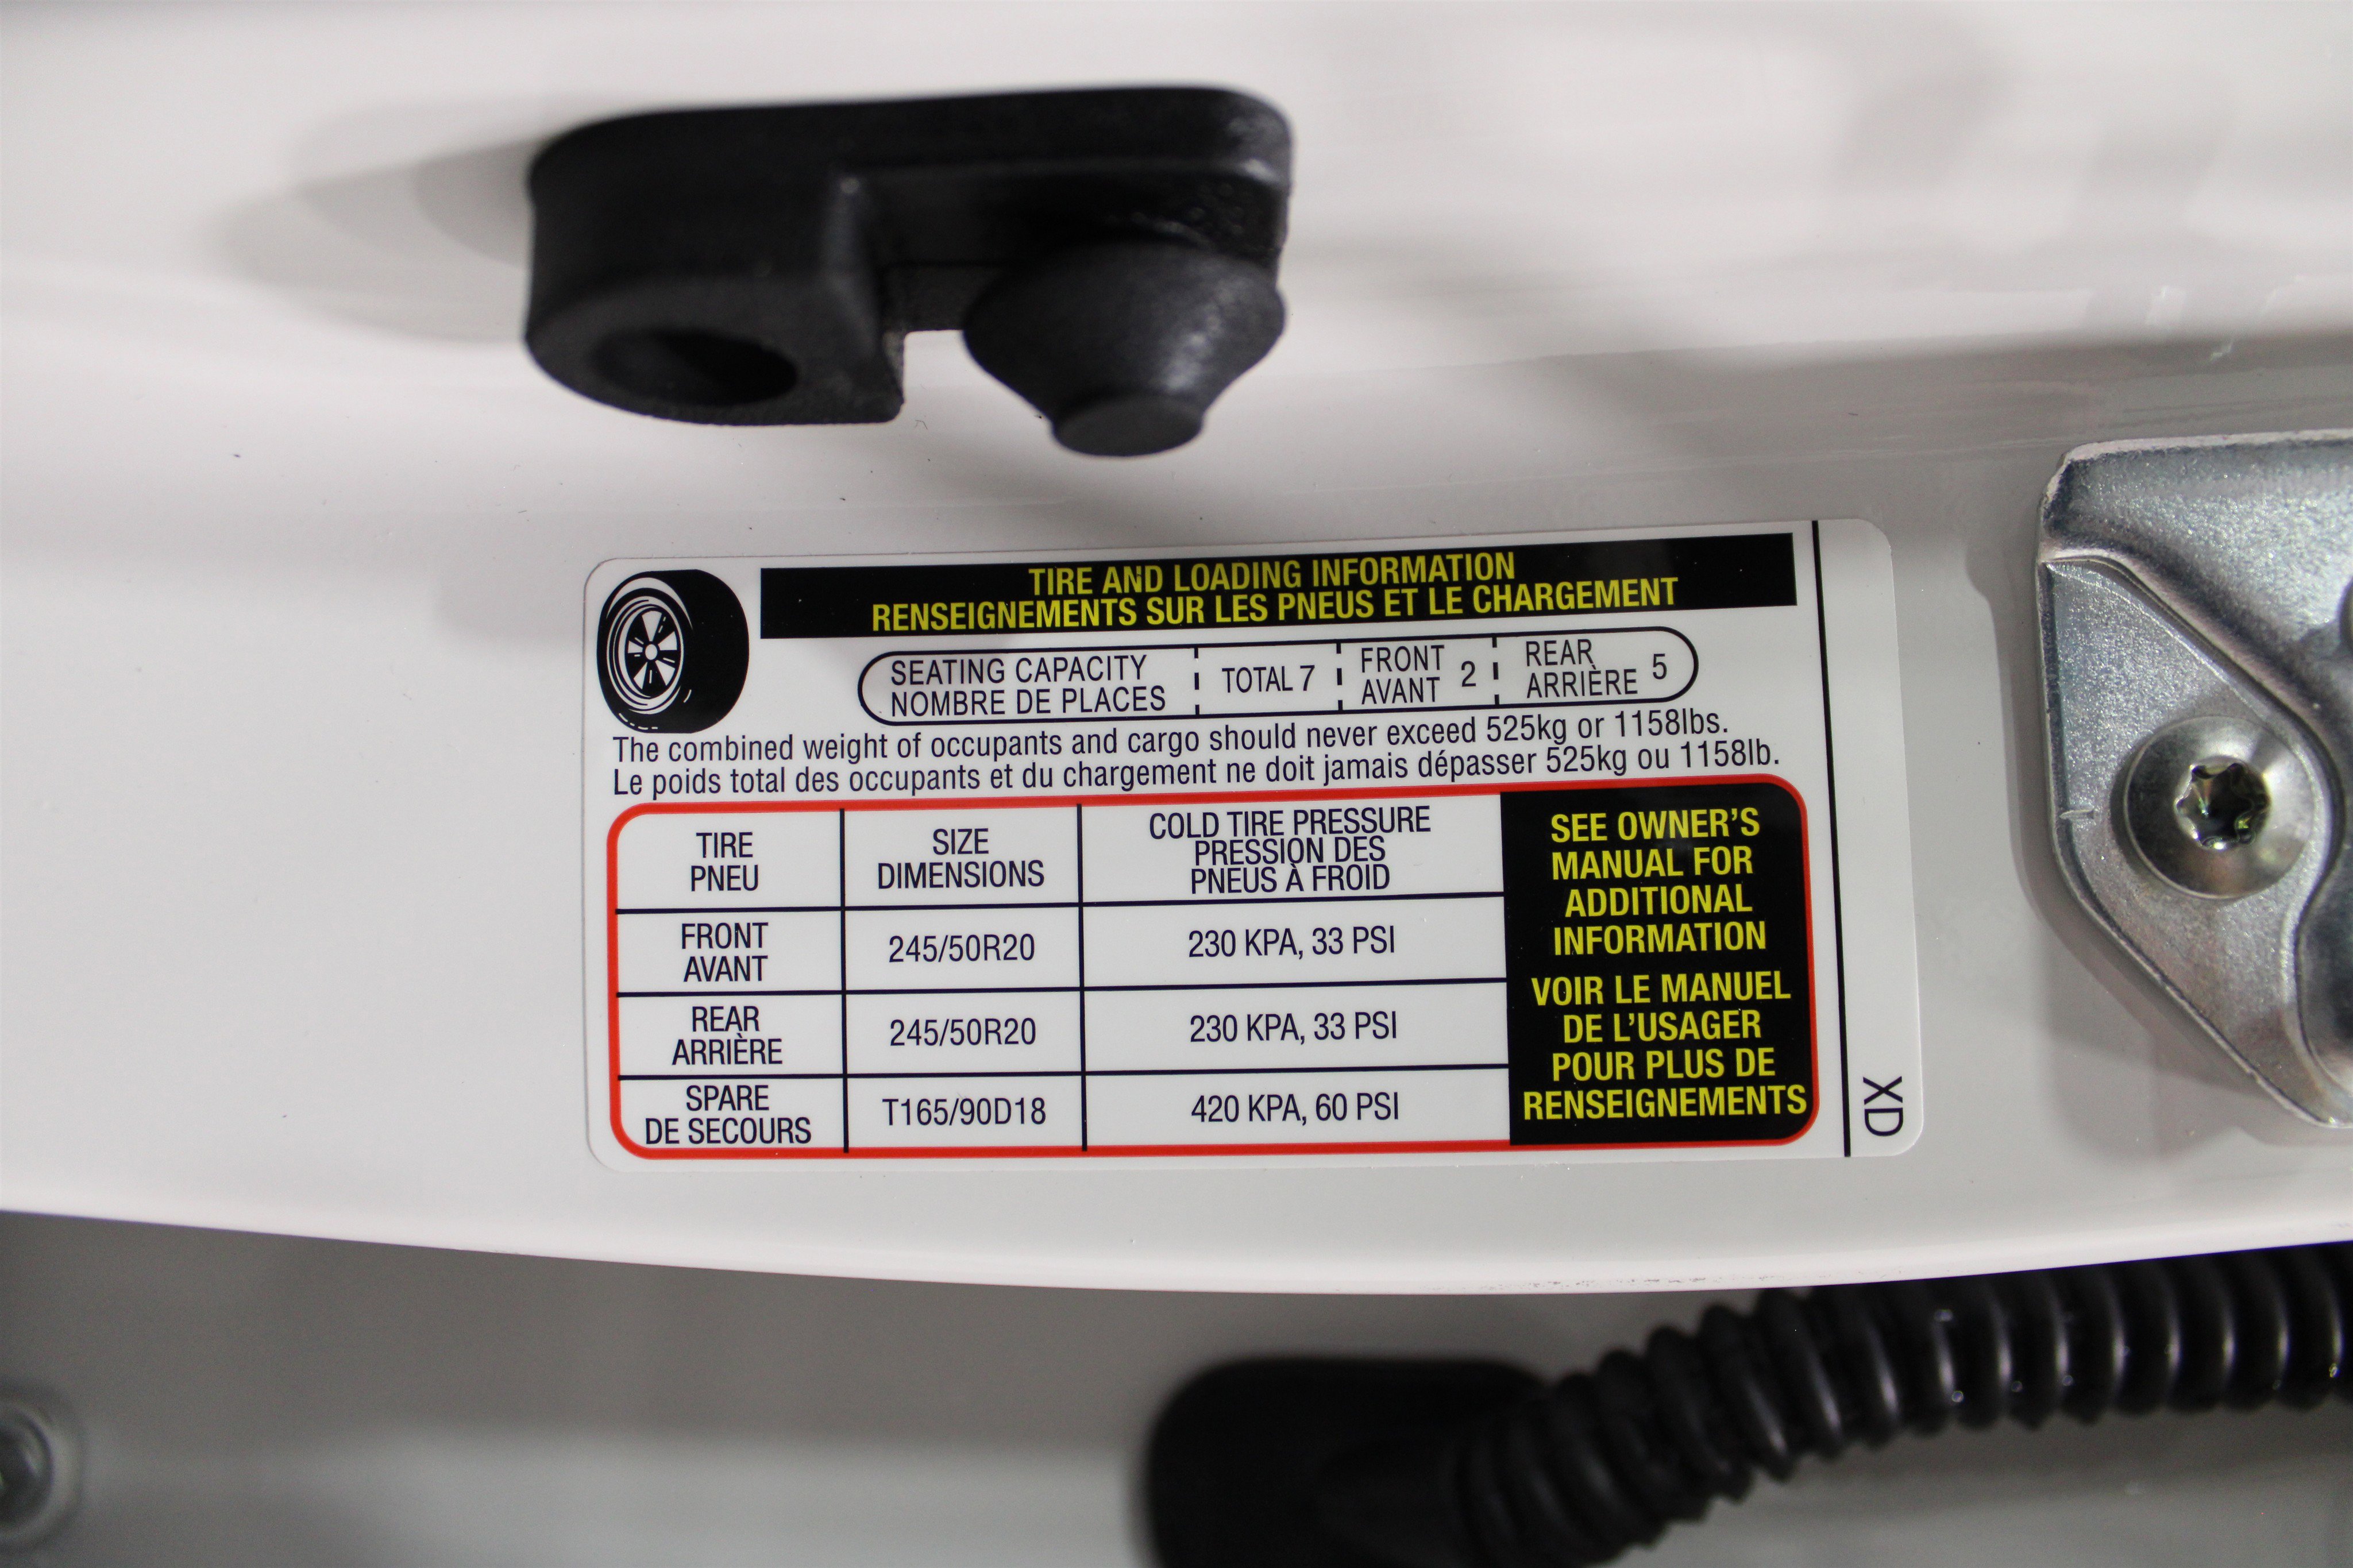 TIRE AND LOADING INFORMATION
RENSEIGNEMENTS SUR LES PNEUS ET LE CHARGEMENT
SEATING CAPACITY
NOMBRE DE PLACES
TOTAL 7
FRONT
AVANT
2
REAR
ARRIÈRE
5
The combined weight of occupants and cargo should never exceed 525kg or 1158lbs.
Le poids total des occupants et du chargement ne doit jamais dépasser 525kg ou 1158lb.
TIRE
PNEU
SIZE
DIMENSIONS
COLD TIRE PRESSURE
PRESSION DES
PNEUS À FROID
FRONT
AVANT
245/50R20
230 KPA, 33 PSI
REAR
ARRIÈRE
245/50R20
230 KPA, 33 PSI
SPARE
DE SECOURS
T165/90D18
420 KPA, 60 PSI
SEE OWNER'S
MANUAL FOR
ADDITIONAL
INFORMATION
VOIR LE MANUEL
DE L'USAGER
POUR PLUS DE
RENSEIGNEMENTS
XD